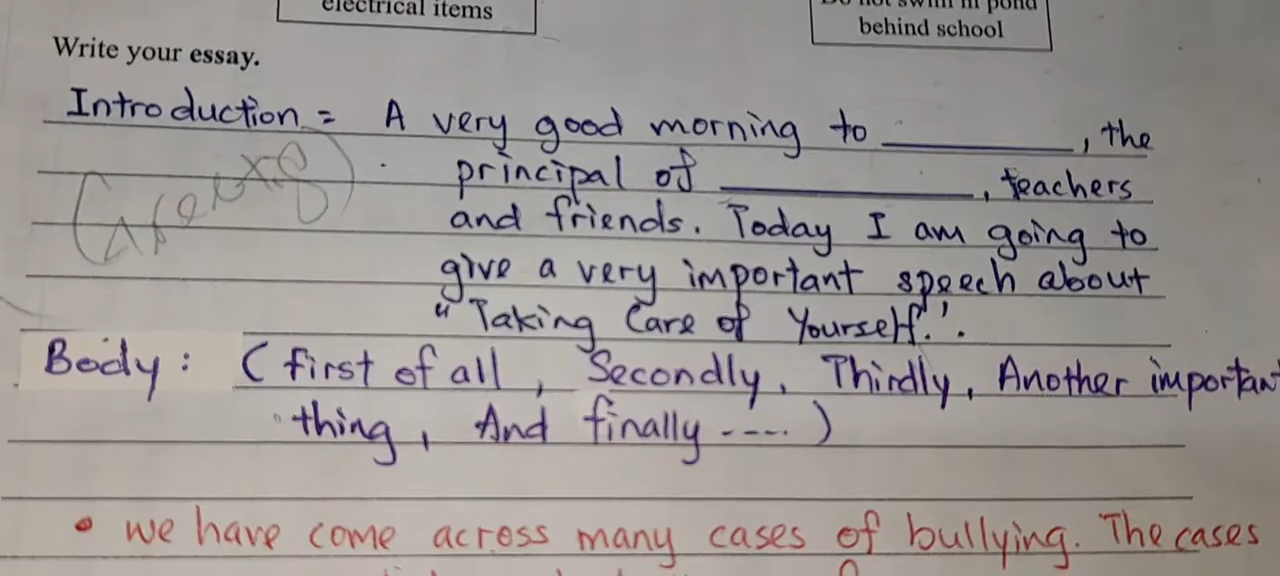 electrical items
behind school
Write your essay.
Introduction = A very good morning to ________, the
principal of ____________, teachers
and friends. Today I am going to
give a very important speech about
" Taking Care of Yourself.'.
Body : ( first of all , Secondly, Thirdly, Another important
thing, And finally ---- )
• we have come across many cases of bullying. The cases